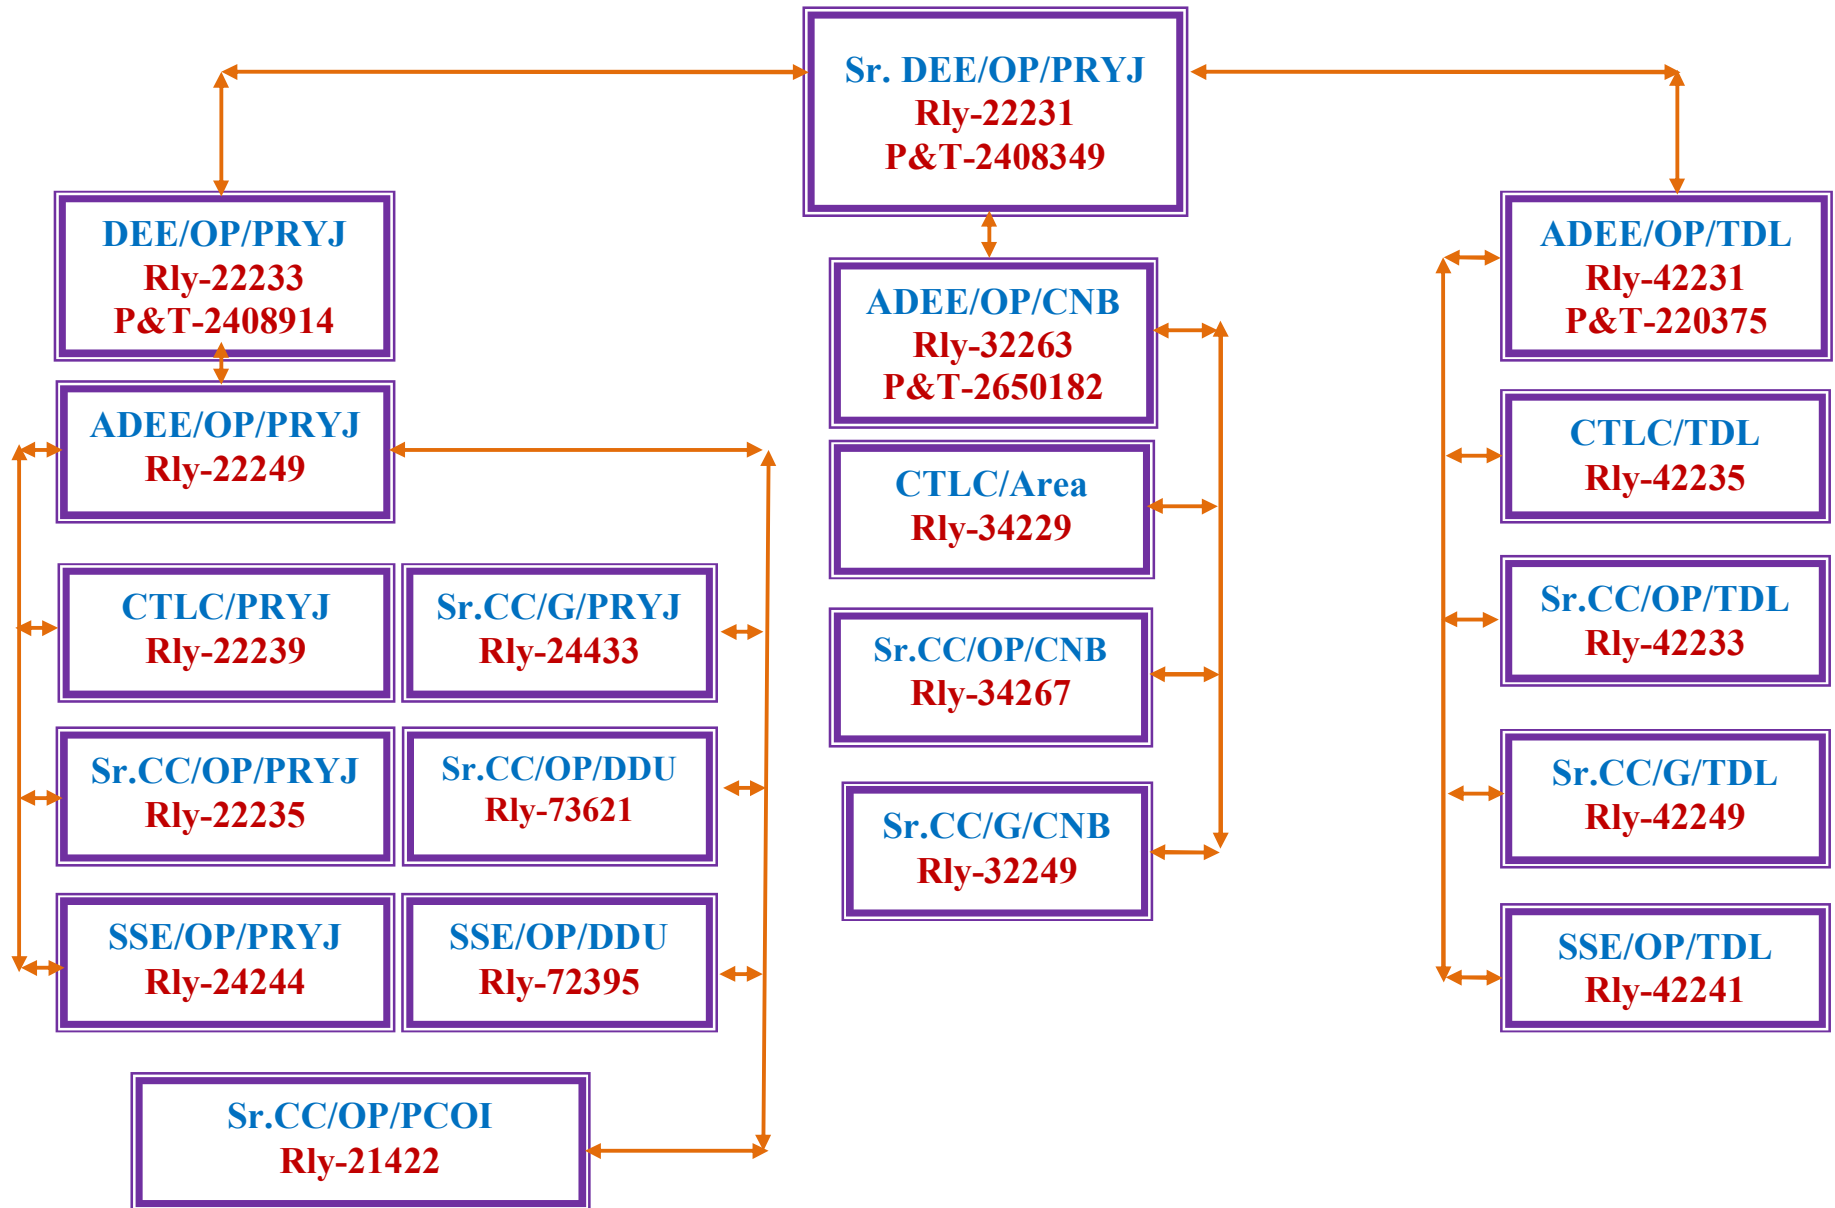 Sr. DEE/OP/PRYJ
Rly-22231
P&T-2408349
DEE/OP/PRYJ
Rly-22233
P&T-2408914
ADEE/OP/PRYJ
Rly-22249
CTLC/PRYJ
Rly-22239
Sr.CC/G/PRYJ
Rly-24433
Sr.CC/OP/PRYJ
Rly-22235
Sr.CC/OP/DDU
Rly-73621
SSE/OP/PRYJ
Rly-24244
SSE/OP/DDU
Rly-72395
Sr.CC/OP/PCOI
Rly-21422
ADEE/OP/CNB
Rly-32263
P&T-2650182
CTLC/Area
Rly-34229
Sr.CC/OP/CNB
Rly-34267
Sr.CC/G/CNB
Rly-32249
ADEE/OP/TDL
Rly-42231
P&T-220375
CTLC/TDL
Rly-42235
Sr.CC/OP/TDL
Rly-42233
Sr.CC/G/TDL
Rly-42249
SSE/OP/TDL
Rly-42241